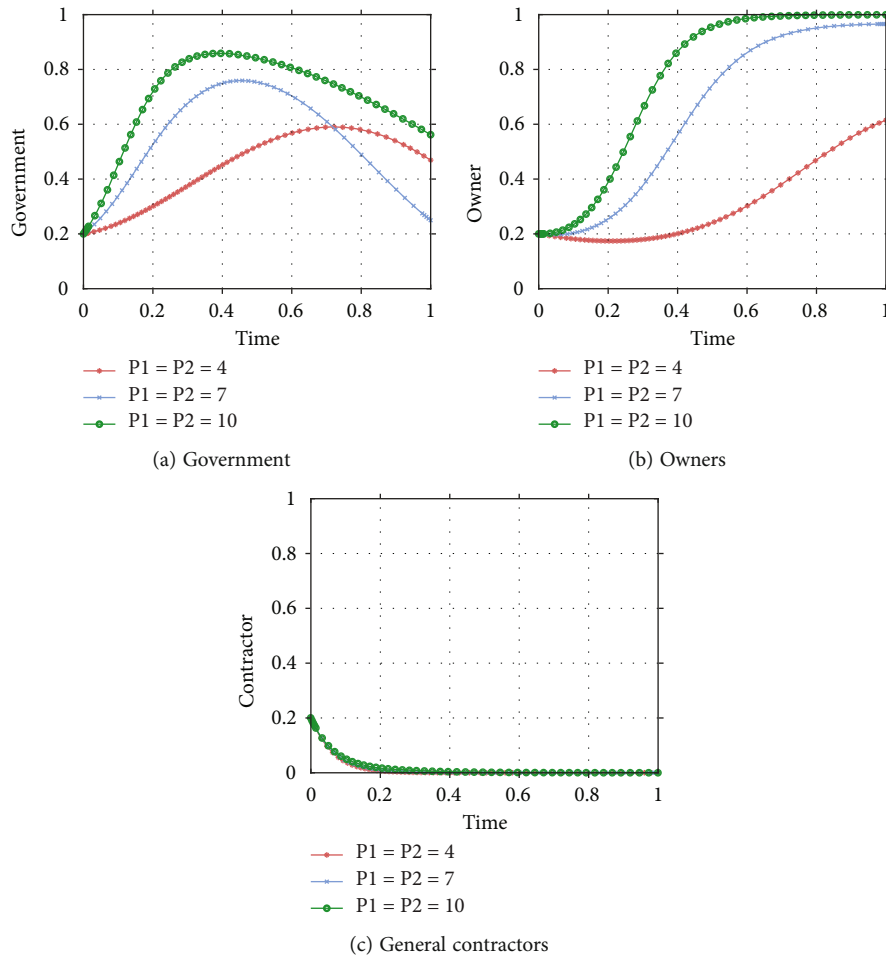 1
0.8
0.6
0.4
0.2
0
Government
0 0.2 0.4 0.6 0.8 1
Time
P1 = P2 = 4
P1 = P2 = 7
P1 = P2 = 10
(a) Government
1
0.8
0.6
0.4
0.2
0
Owner
0 0.2 0.4 0.6 0.8 1
Time
P1 = P2 = 4
P1 = P2 = 7
P1 = P2 = 10
(b) Owners
1
0.8
0.6
0.4
0.2
0
Contractor
0 0.2 0.4 0.6 0.8 1
Time
P1 = P2 = 4
P1 = P2 = 7
P1 = P2 = 10
(c) General contractors